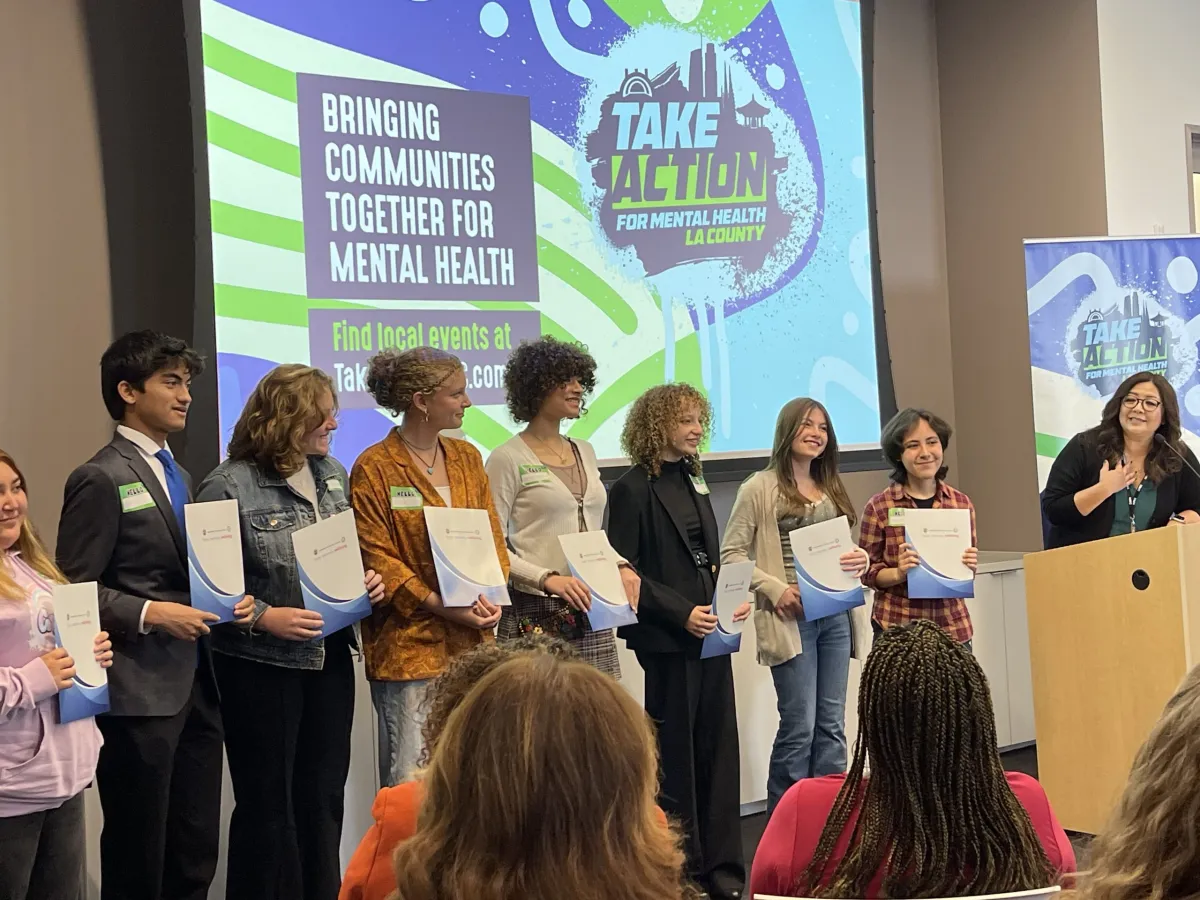 BRINGING
COMMUNITIES
TOGETHER FOR
MENTAL HEALTH
Find local events at
TAKE
ACTION
FOR MENTAL HEALTH
LA COUNTY
TAKE
ACTION
FOR MENTAL HEALTH